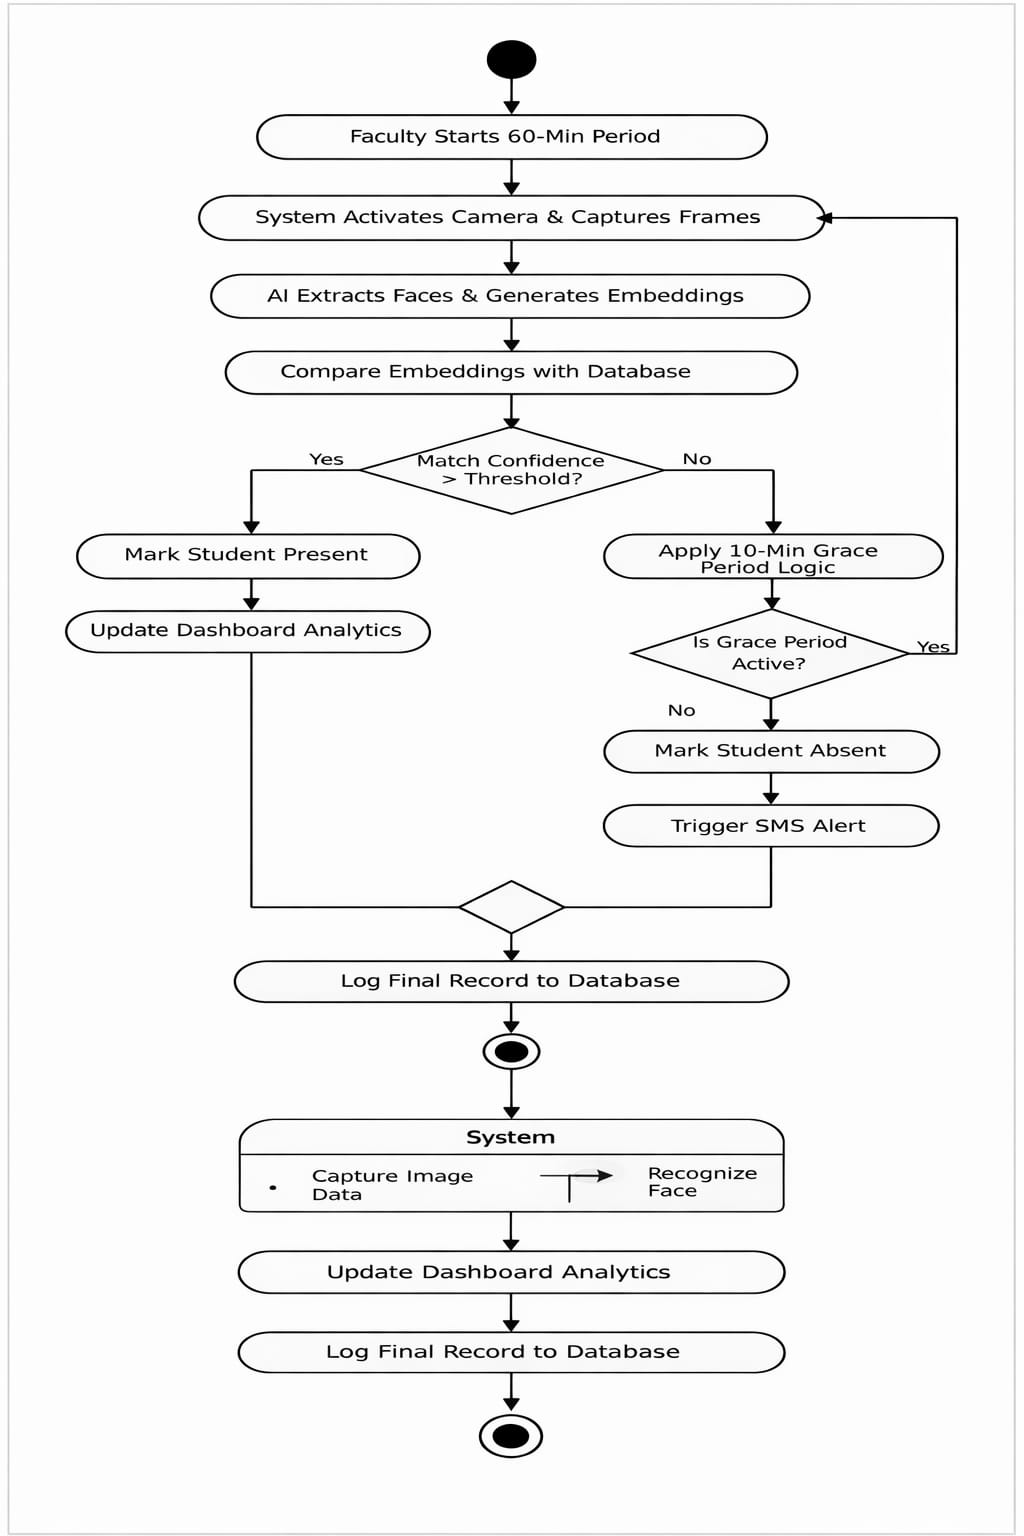 Faculty Starts 60-Min Period
System Activates Camera & Captures Frames
AI Extracts Faces & Generates Embeddings
Compare Embeddings with Database
Yes
Match Confidence
> Threshold?
No
Mark Student Present
Apply 10-Min Grace
Period Logic
Update Dashboard Analytics
Is Grace Period
Active?
Yes
No
Mark Student Absent
Trigger SMS Alert
Log Final Record to Database
System
Capture Image
Data
Recognize
Face
Update Dashboard Analytics
Log Final Record to Database